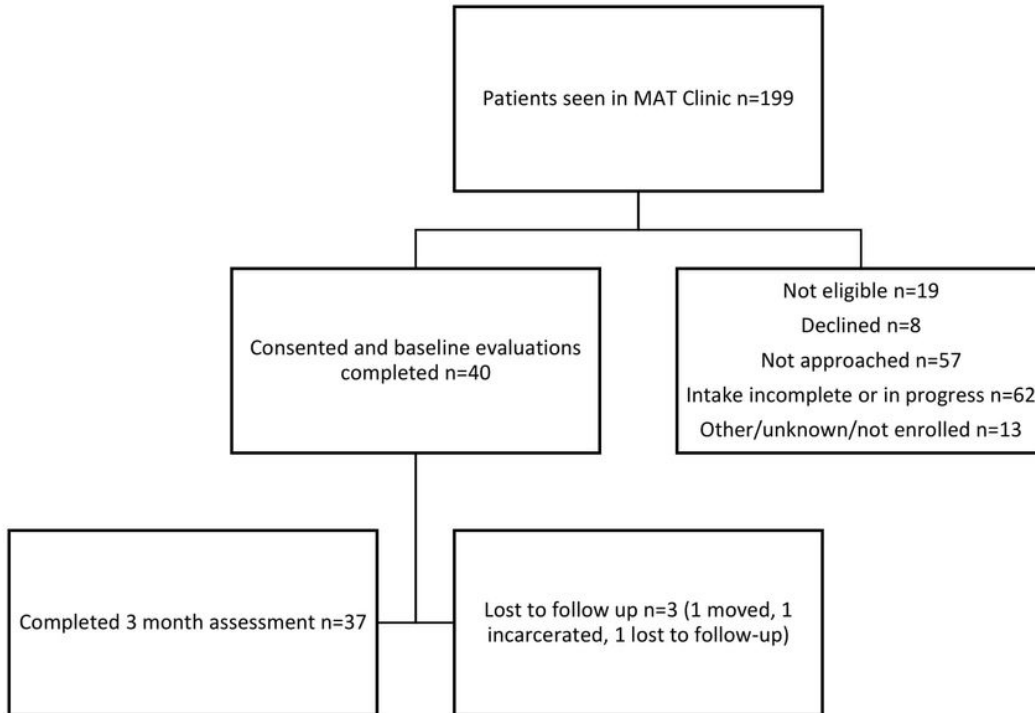 Patients seen in MAT Clinic n=199
Consented and baseline evaluations
completed n=40
Not eligible n=19
Declined n=8
Not approached n=57
Intake incomplete or in progress n=62
Other/unknown/not enrolled n=13
Completed 3 month assessment n=37
Lost to follow up n=3 (1 moved, 1
incarcerated, 1 lost to follow-up)